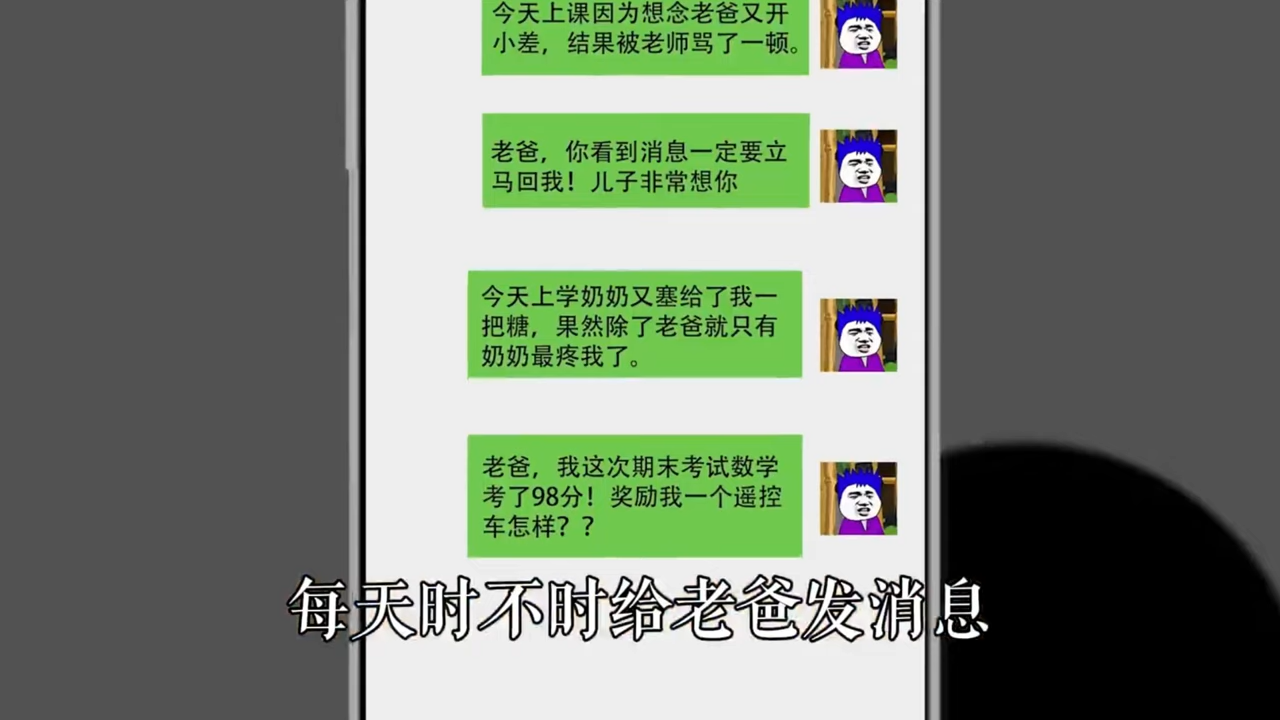 今天上课因为想念老爸又开
小差，结果被老师骂了一顿。
老爸，你看到消息一定要立
马回我！儿子非常想你
今天上学奶奶又塞给了我一
把糖，果然除了老爸就只有
奶奶最疼我了。
老爸，我这次期末考试数学
考了98分！奖励我一个遥控
车怎样？？
每天时不时给老爸发消息